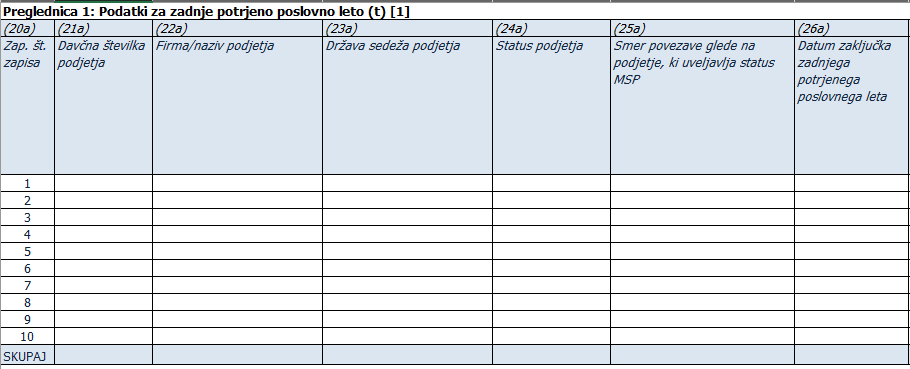 Preglednica 1: Podatki za zadnje potrjeno poslovno leto (t) [1]
(20a) (21a) (22a) (23a) (24a) (25a) (26a)
Zap. št. Davčna številka Firma/naziv podjetja Država sedeža podjetja Status podjetja Smer povezave glede na Datum zaključka
zapisa podjetja podjetje, ki uveljavlja status zadnjega
MSP potrjenega
poslovnega leta
1
2
3
4
5
6
7
8
9
10
SKUPAJ